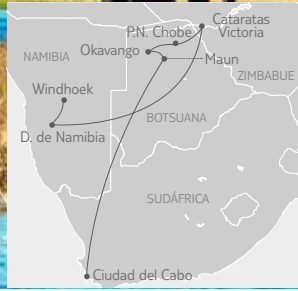 Cataratas
Victoria
P.N. Chobe
Okavango
Maun
NAMIBIA
ZIMBABUE
Windhoek
BOTSUANA
D. de Namibia
SUDÁFRICA
Ciudad del Cabo